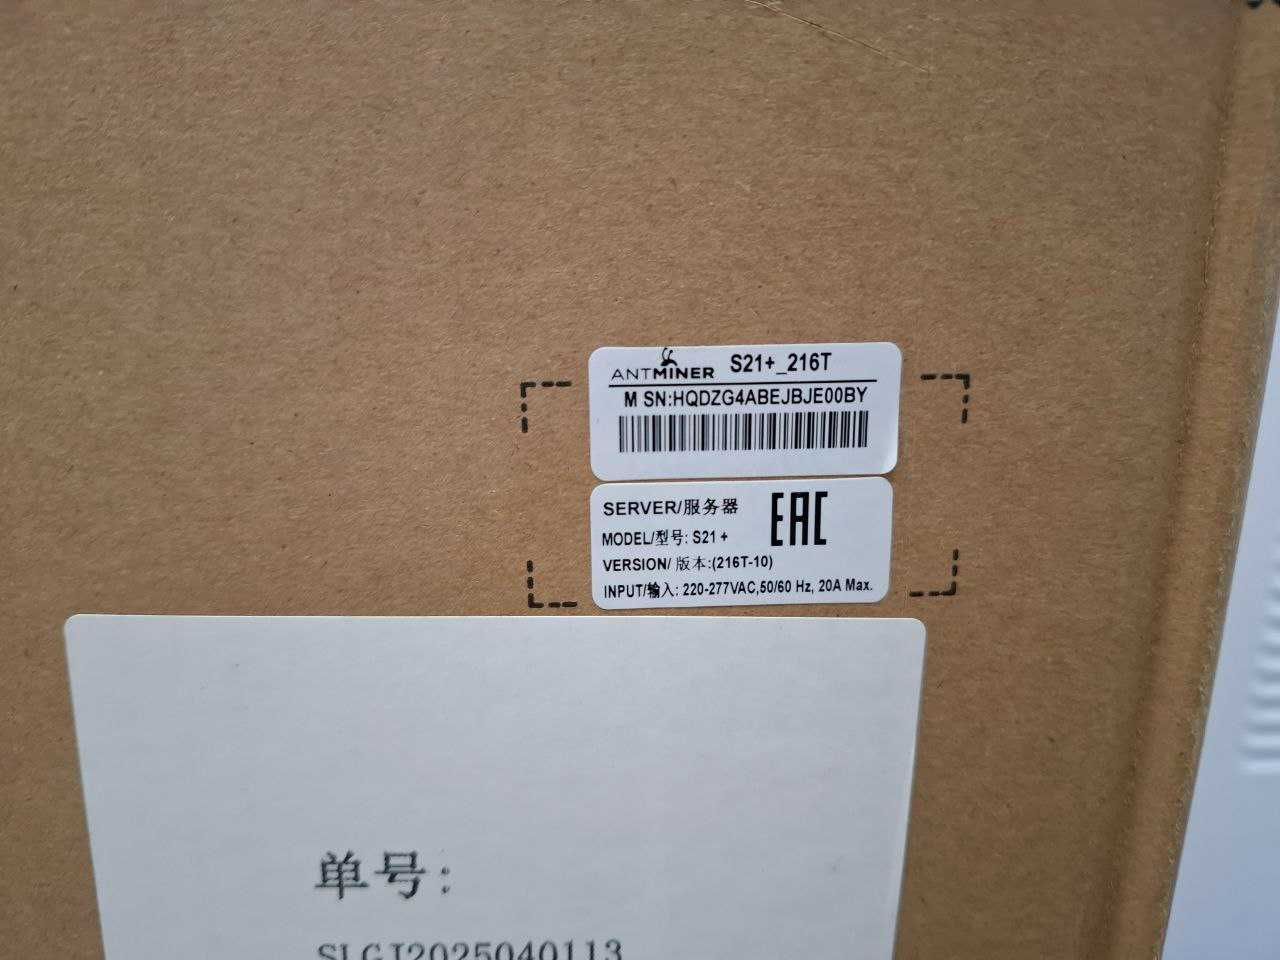 ANTMINER S21+_216T
M SN:HQDZG4ABEJBJE00BY
SERVER/服务器
EAC
MODEL/型号: S21 +
VERSION/ 版本:(216T-10)
INPUT/输入: 220-277VAC,50/60 Hz, 20A Max.
单号:
SLGJ2025040113